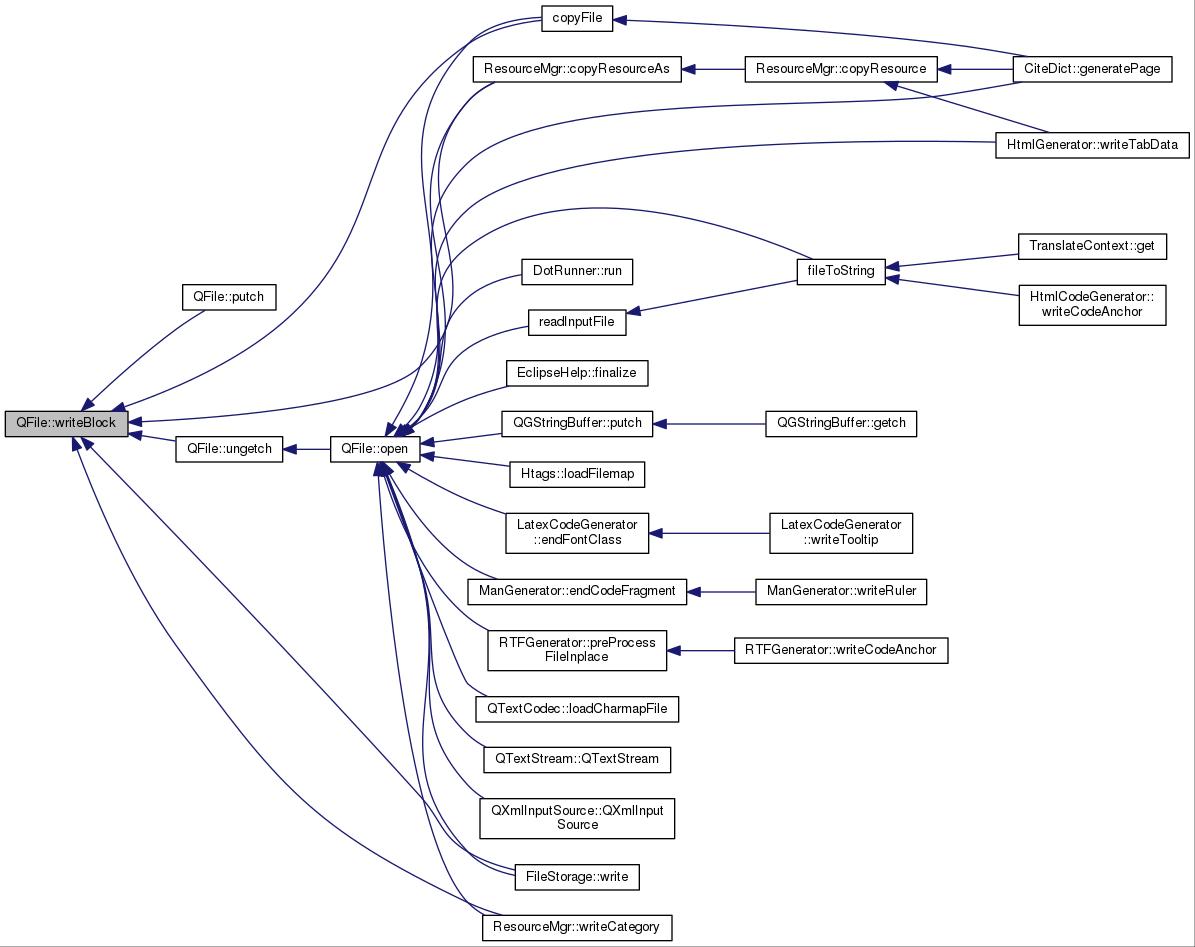 copyFile
ResourceMgr::copyResourceAs
ResourceMgr::copyResource
CiteDict::generatePage
HtmlGenerator::writeTabData
TranslateContext::get
DotRunner::run
fileToString
QFile::putch
HtmlCodeGenerator::
writeCodeAnchor
readInputFile
EclipseHelp::finalize
QFile::writeBlock
QGStringBuffer::putch
QGStringBuffer::getch
QFile::ungetch
QFile::open
Htags::loadFilemap
LatexCodeGenerator
::endFontClass
LatexCodeGenerator
::writeTooltip
ManGenerator::endCodeFragment
ManGenerator::writeRuler
RTFGenerator::preProcess
FileInplace
RTFGenerator::writeCodeAnchor
QTextCodec::loadCharmapFile
QTextStream::QTextStream
QXmlInputSource::QXmlInput
Source
FileStorage::write
ResourceMgr::writeCategory